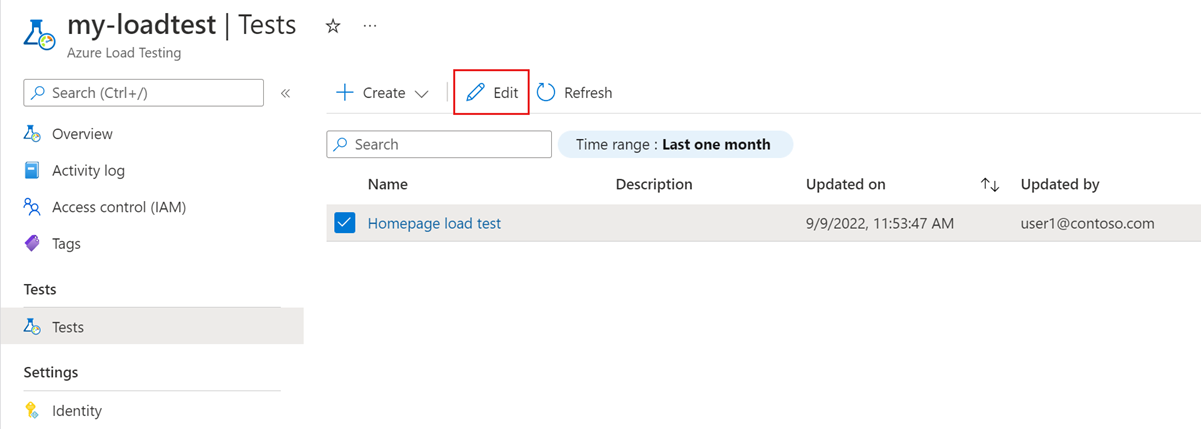 my-loadtest | Tests
Azure Load Testing
Search (Ctrl+/)
Overview
Activity log
Access control (IAM)
Tags
Tests
Tests
Settings
Identity
Create Edit Refresh
Search Time range : Last one month
Name Description Updated on Updated by
Homepage load test 9/9/2022, 11:53:47 AM user1@contoso.com